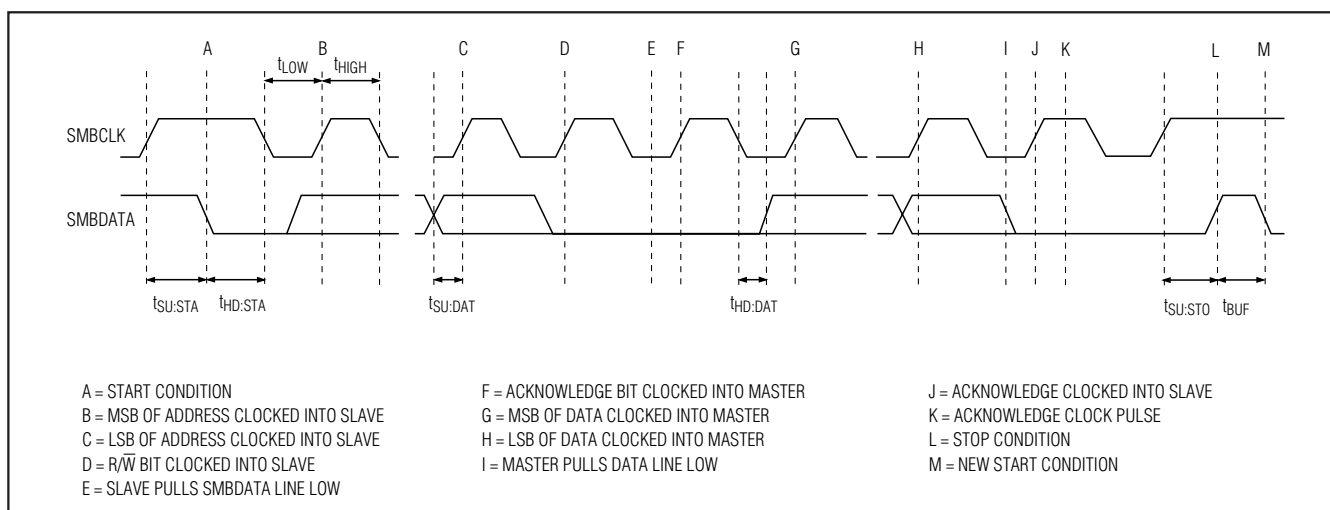 A B C D E F G H I J K L M
tLOW tHIGH
SMBCLK
SMBDATA
tSU:STA tHD:STA tSU:DAT tHD:DAT tSU:STO tBUF
A = START CONDITION
B = MSB OF ADDRESS CLOCKED INTO SLAVE
C = LSB OF ADDRESS CLOCKED INTO SLAVE
D = R/W̅ BIT CLOCKED INTO SLAVE
E = SLAVE PULLS SMBDATA LINE LOW
F = ACKNOWLEDGE BIT CLOCKED INTO MASTER
G = MSB OF DATA CLOCKED INTO MASTER
H = LSB OF DATA CLOCKED INTO MASTER
I = MASTER PULLS DATA LINE LOW
J = ACKNOWLEDGE CLOCKED INTO SLAVE
K = ACKNOWLEDGE CLOCK PULSE
L = STOP CONDITION
M = NEW START CONDITION